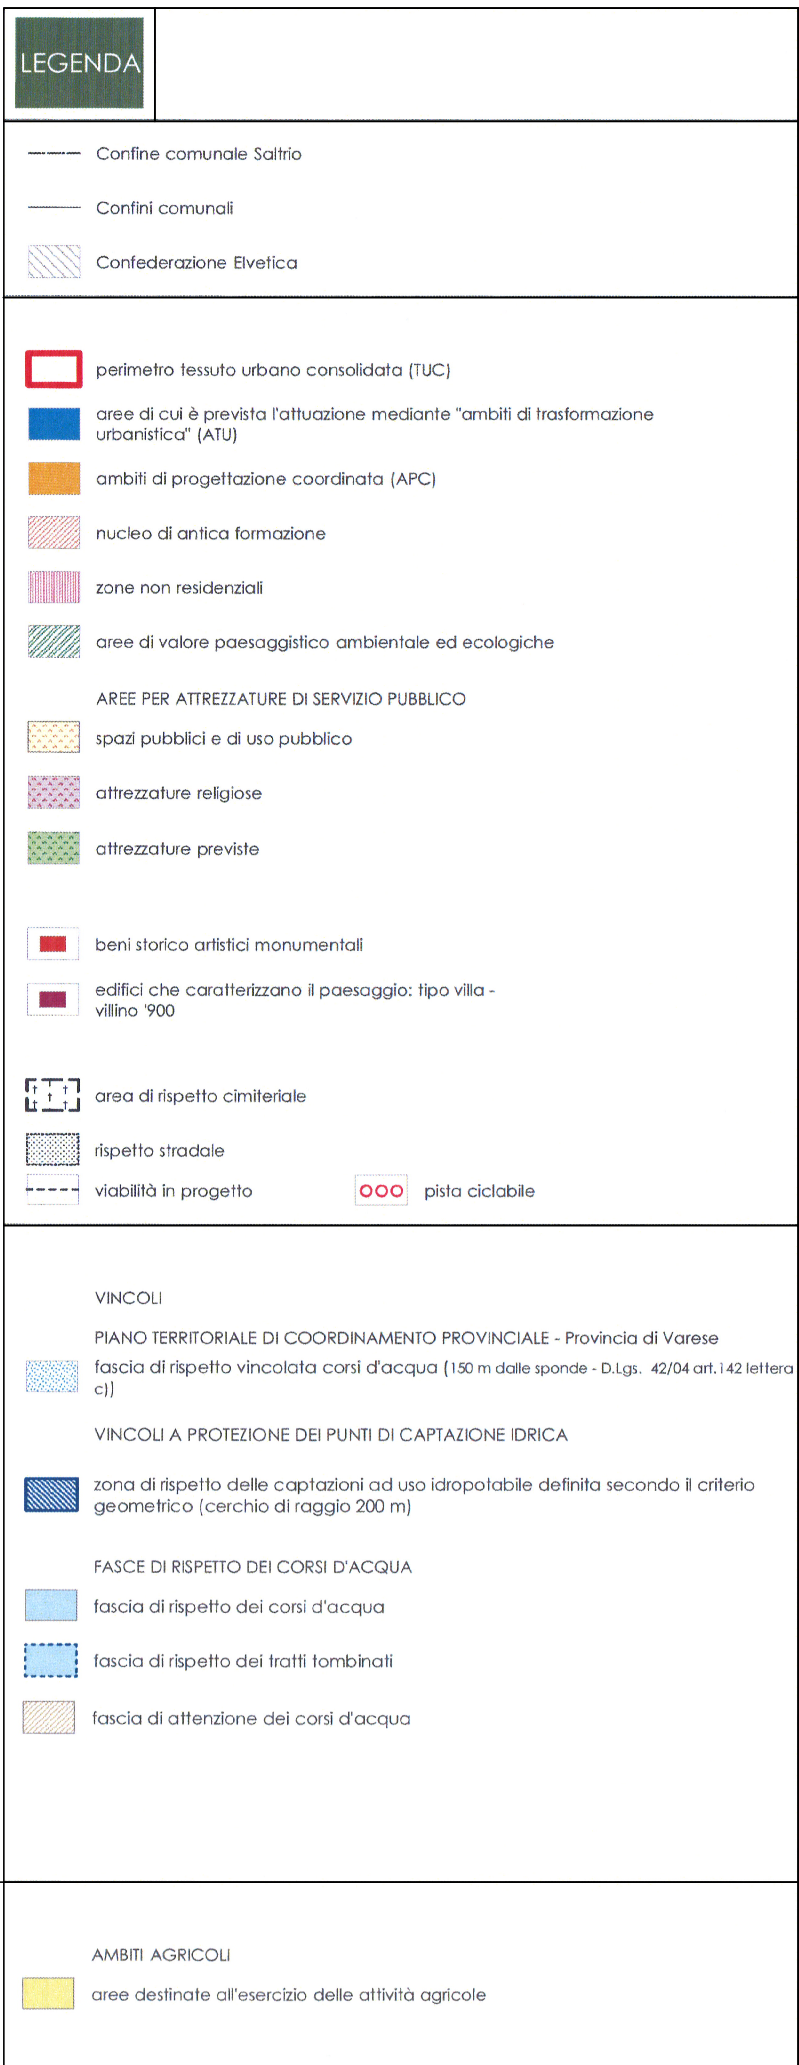 LEGENDA
Confine comunale Saltrio
Confini comunali
Confederazione Elvetica
perimetro tessuto urbano consolidata (TUC)
aree di cui è prevista l'attuazione mediante "ambiti di trasformazione
urbanistica" (ATU)
ambiti di progettazione coordinata (APC)
nucleo di antica formazione
zone non residenziali
aree di valore paesaggistico ambientale ed ecologiche
AREE PER ATTREZZATURE DI SERVIZIO PUBBLICO
spazi pubblici e di uso pubblico
attrezzature religiose
attrezzature previste
beni storico artistici monumentali
edifici che caratterizzano il paesaggio: tipo villa -
villino '900
area di rispetto cimiteriale
rispetto stradale
viabilità in progetto
pista ciclabile
VINCOLI
PIANO TERRITORIALE DI COORDINAMENTO PROVINCIALE - Provincia di Varese
fascia di rispetto vincolata corsi d'acqua (150 m dalle sponde - D.Lgs. 42/04 art.142 lettera
c))
VINCOLI A PROTEZIONE DEI PUNTI DI CAPTAZIONE IDRICA
zona di rispetto delle captazioni ad uso idropotabile definita secondo il criterio
geometrico (cerchio di raggio 200 m)
FASCE DI RISPETTO DEI CORSI D'ACQUA
fascia di rispetto dei corsi d'acqua
fascia di rispetto dei tratti tombinati
fascia di attenzione dei corsi d'acqua
AMBITI AGRICOLI
aree destinate all'esercizio delle attività agricole